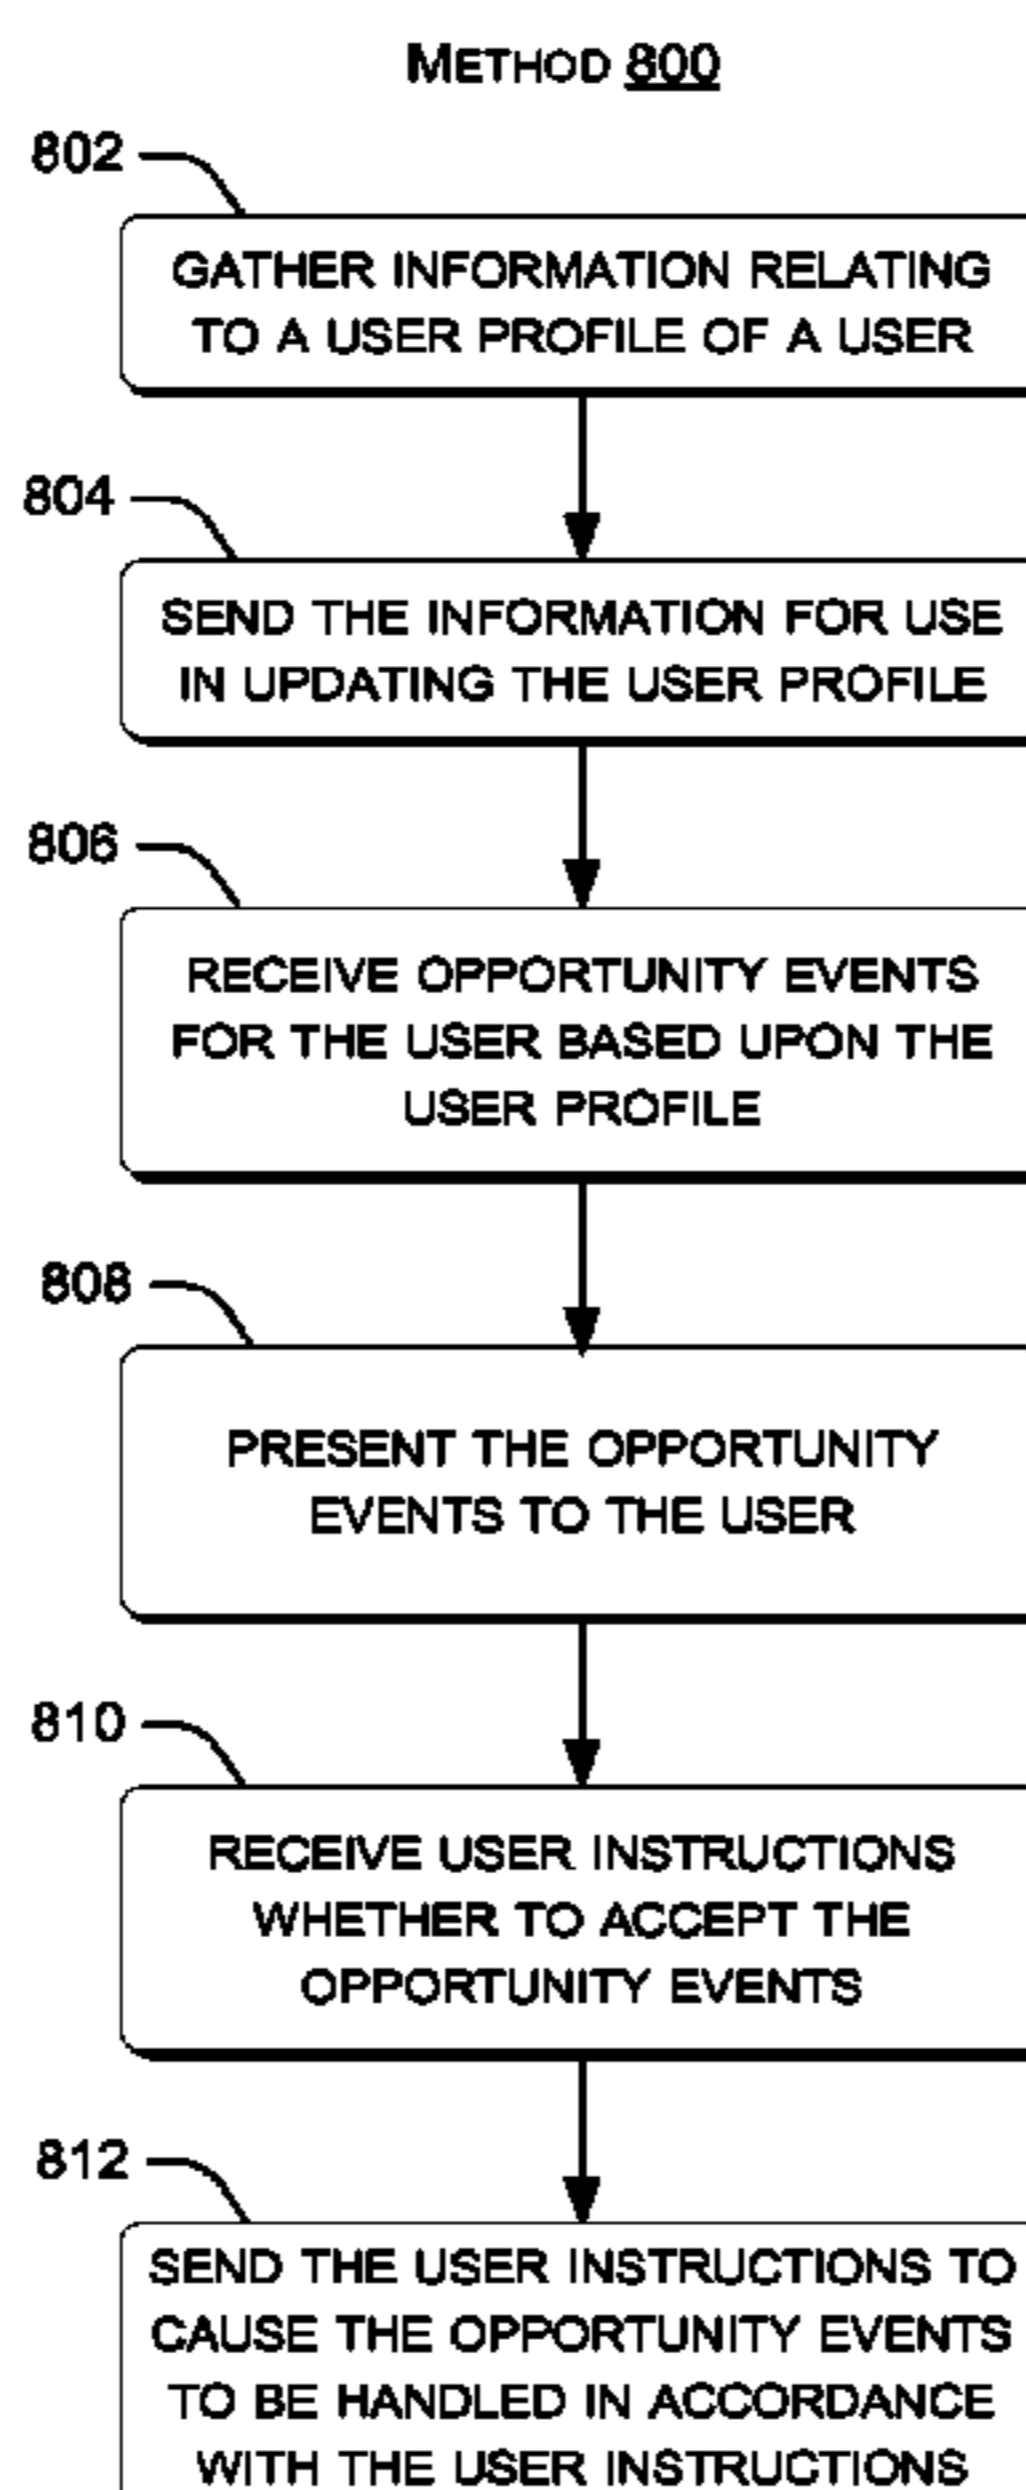 METHOD 800
802
GATHER INFORMATION RELATING
TO A USER PROFILE OF A USER
804
SEND THE INFORMATION FOR USE
IN UPDATING THE USER PROFILE
806
RECEIVE OPPORTUNITY EVENTS
FOR THE USER BASED UPON THE
USER PROFILE
808
PRESENT THE OPPORTUNITY
EVENTS TO THE USER
810
RECEIVE USER INSTRUCTIONS
WHETHER TO ACCEPT THE
OPPORTUNITY EVENTS
812
SEND THE USER INSTRUCTIONS TO
CAUSE THE OPPORTUNITY EVENTS
TO BE HANDLED IN ACCORDANCE
WITH THE USER INSTRUCTIONS